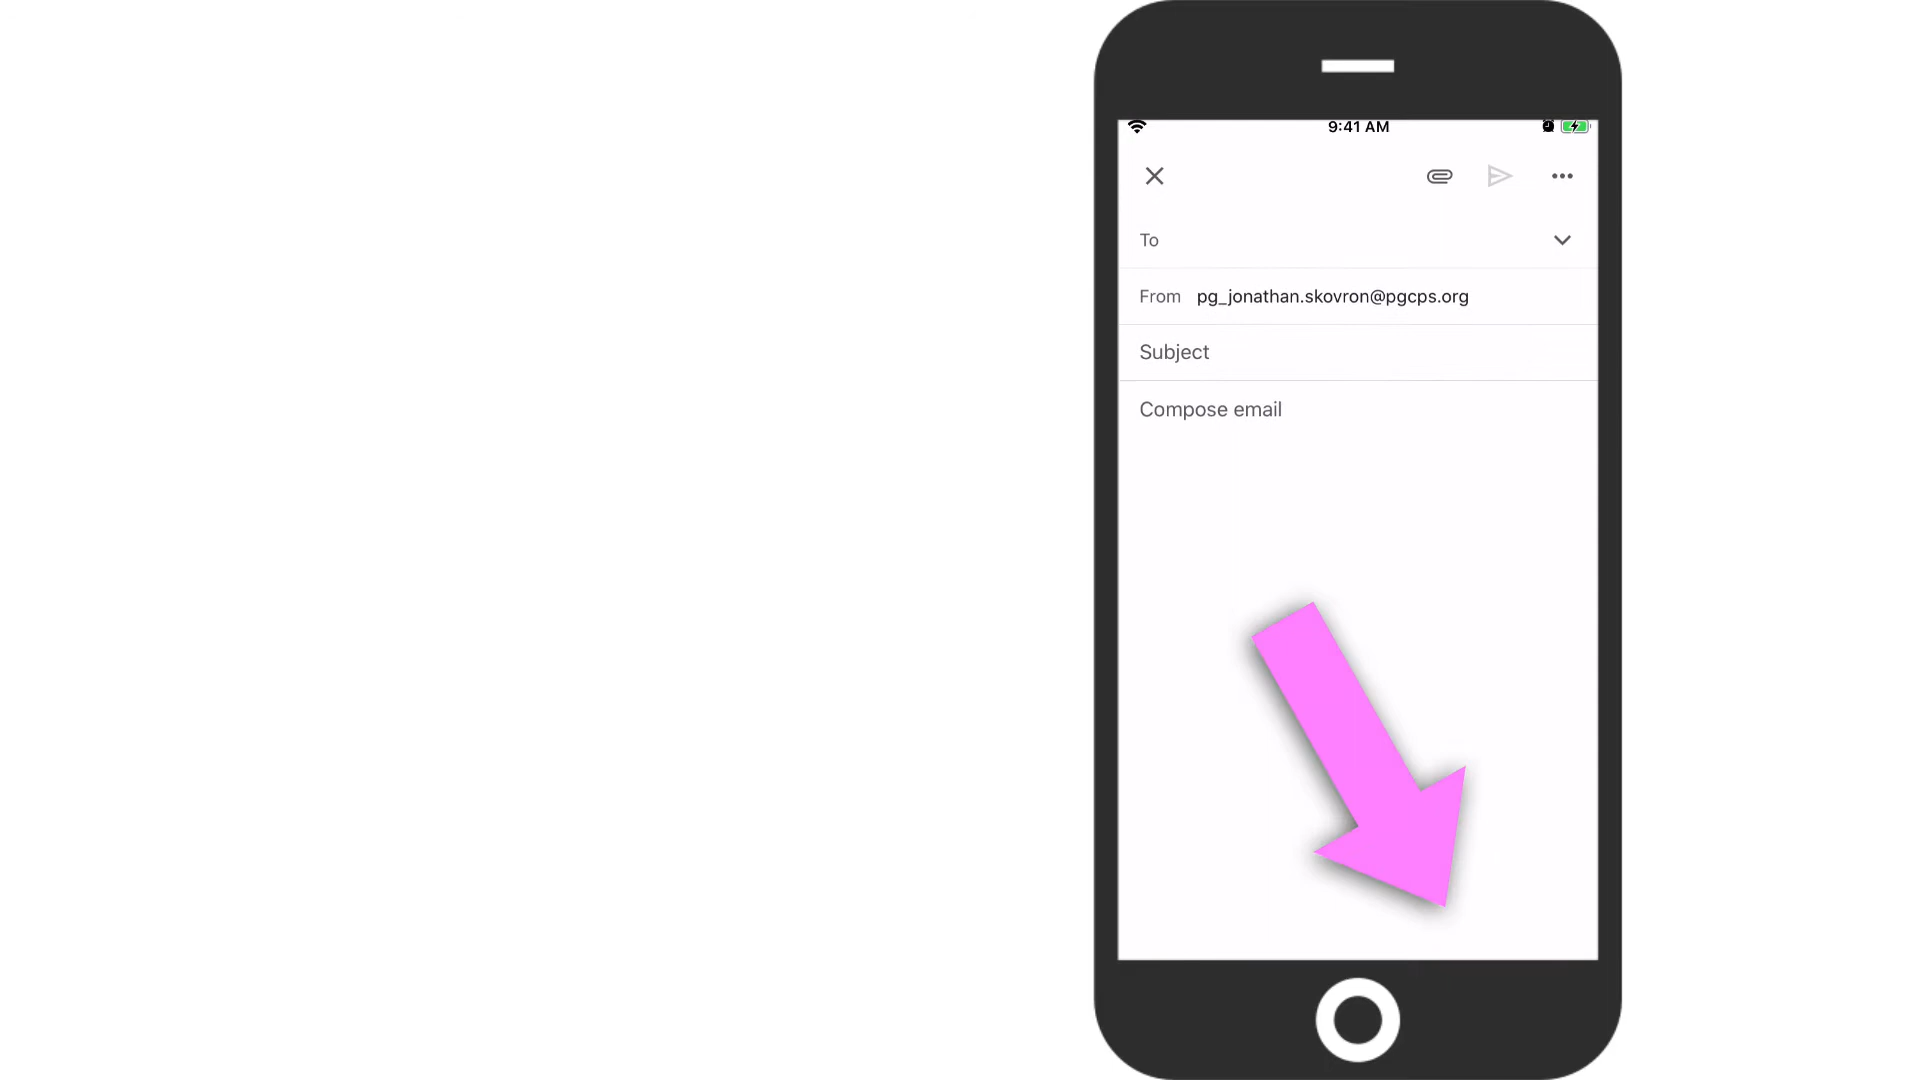 9:41 AM
To
From pg_jonathan.skovron@pgcps.org
Subject
Compose email